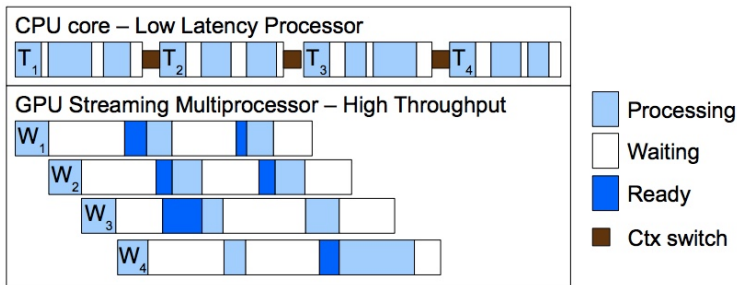 CPU core – Low Latency Processor
T1 T2 T3 T4
GPU Streaming Multiprocessor – High Throughput
W1
W2
W3
W4
Processing
Waiting
Ready
Ctx switch